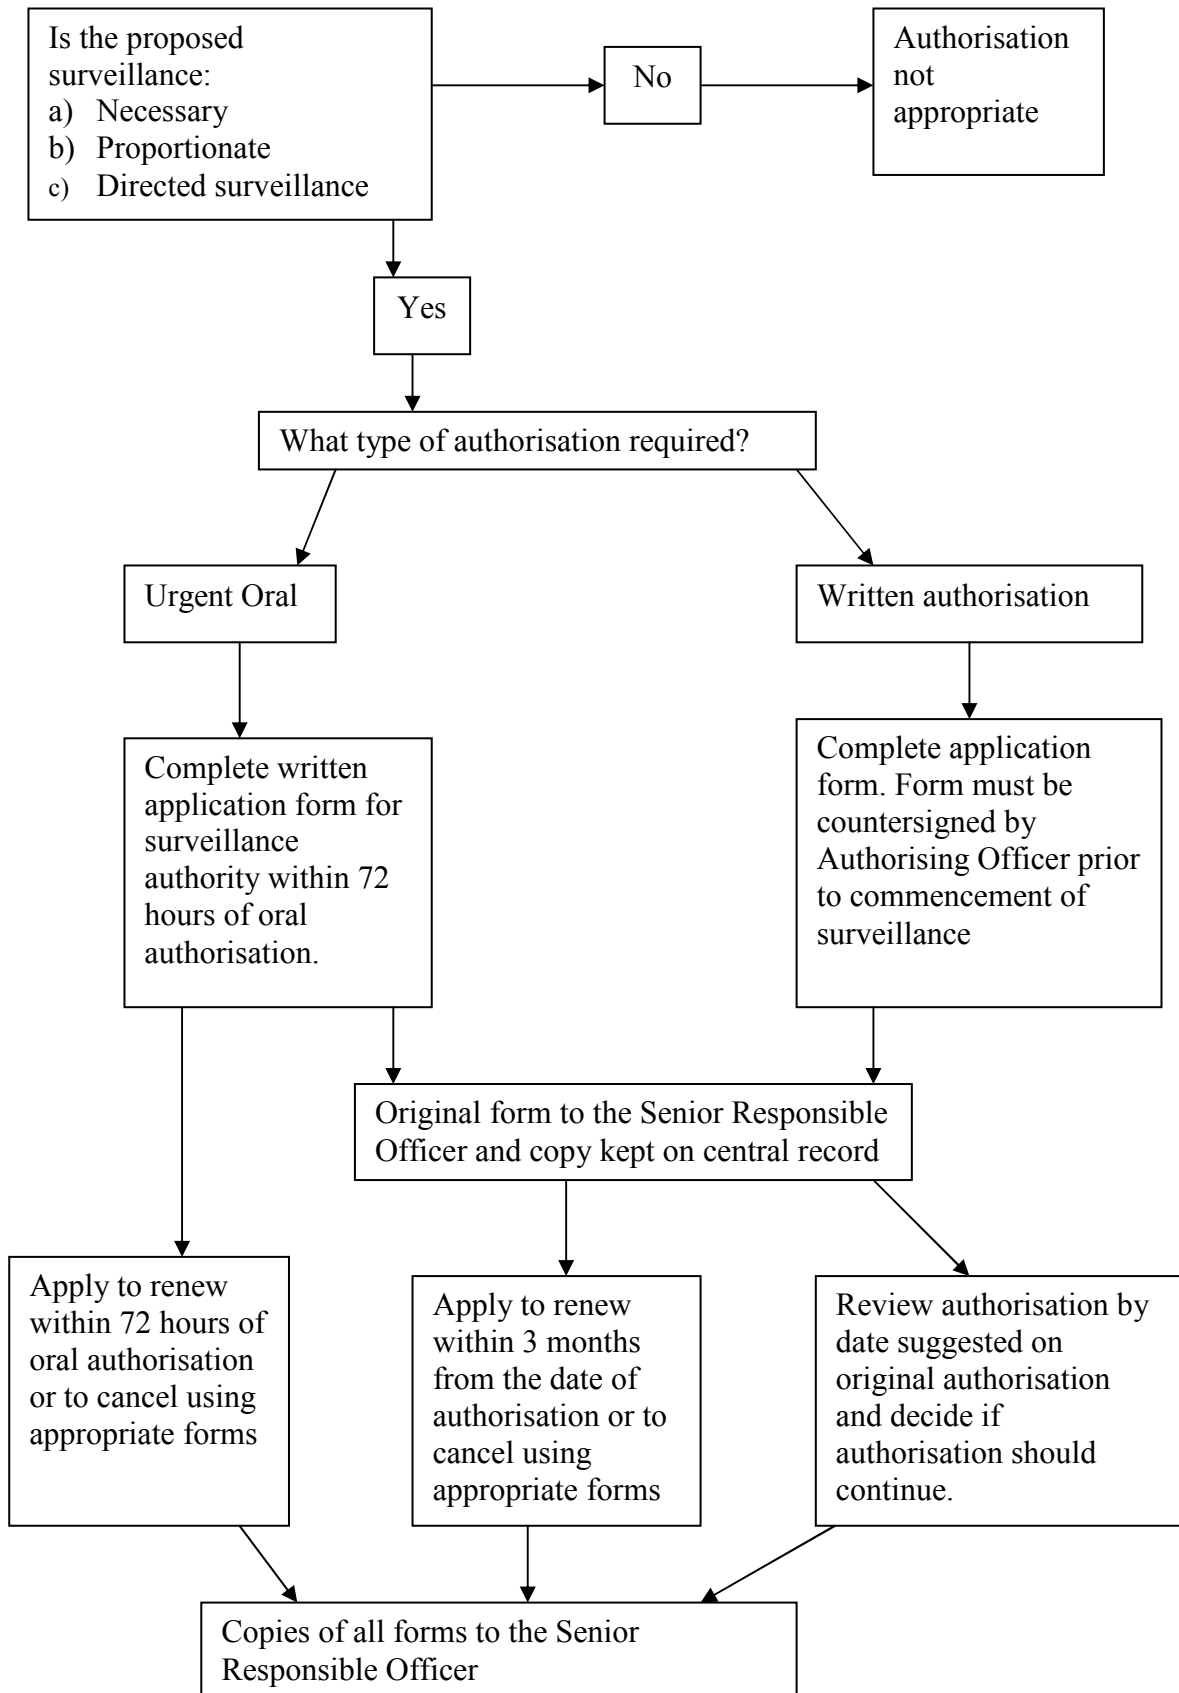 Is the proposed
surveillance:
a) Necessary
b) Proportionate
c) Directed surveillance
No
Authorisation
not
appropriate
Yes
What type of authorisation required?
Urgent Oral
Written authorisation
Complete written
application form for
surveillance
authority within 72
hours of oral
authorisation.
Complete application
form. Form must be
countersigned by
Authorising Officer prior
to commencement of
surveillance
Original form to the Senior Responsible
Officer and copy kept on central record
Apply to renew
within 72 hours of
oral authorisation
or to cancel using
appropriate forms
Apply to renew
within 3 months
from the date of
authorisation or to
cancel using
appropriate forms
Review authorisation by
date suggested on
original authorisation
and decide if
authorisation should
continue.
Copies of all forms to the Senior
Responsible Officer